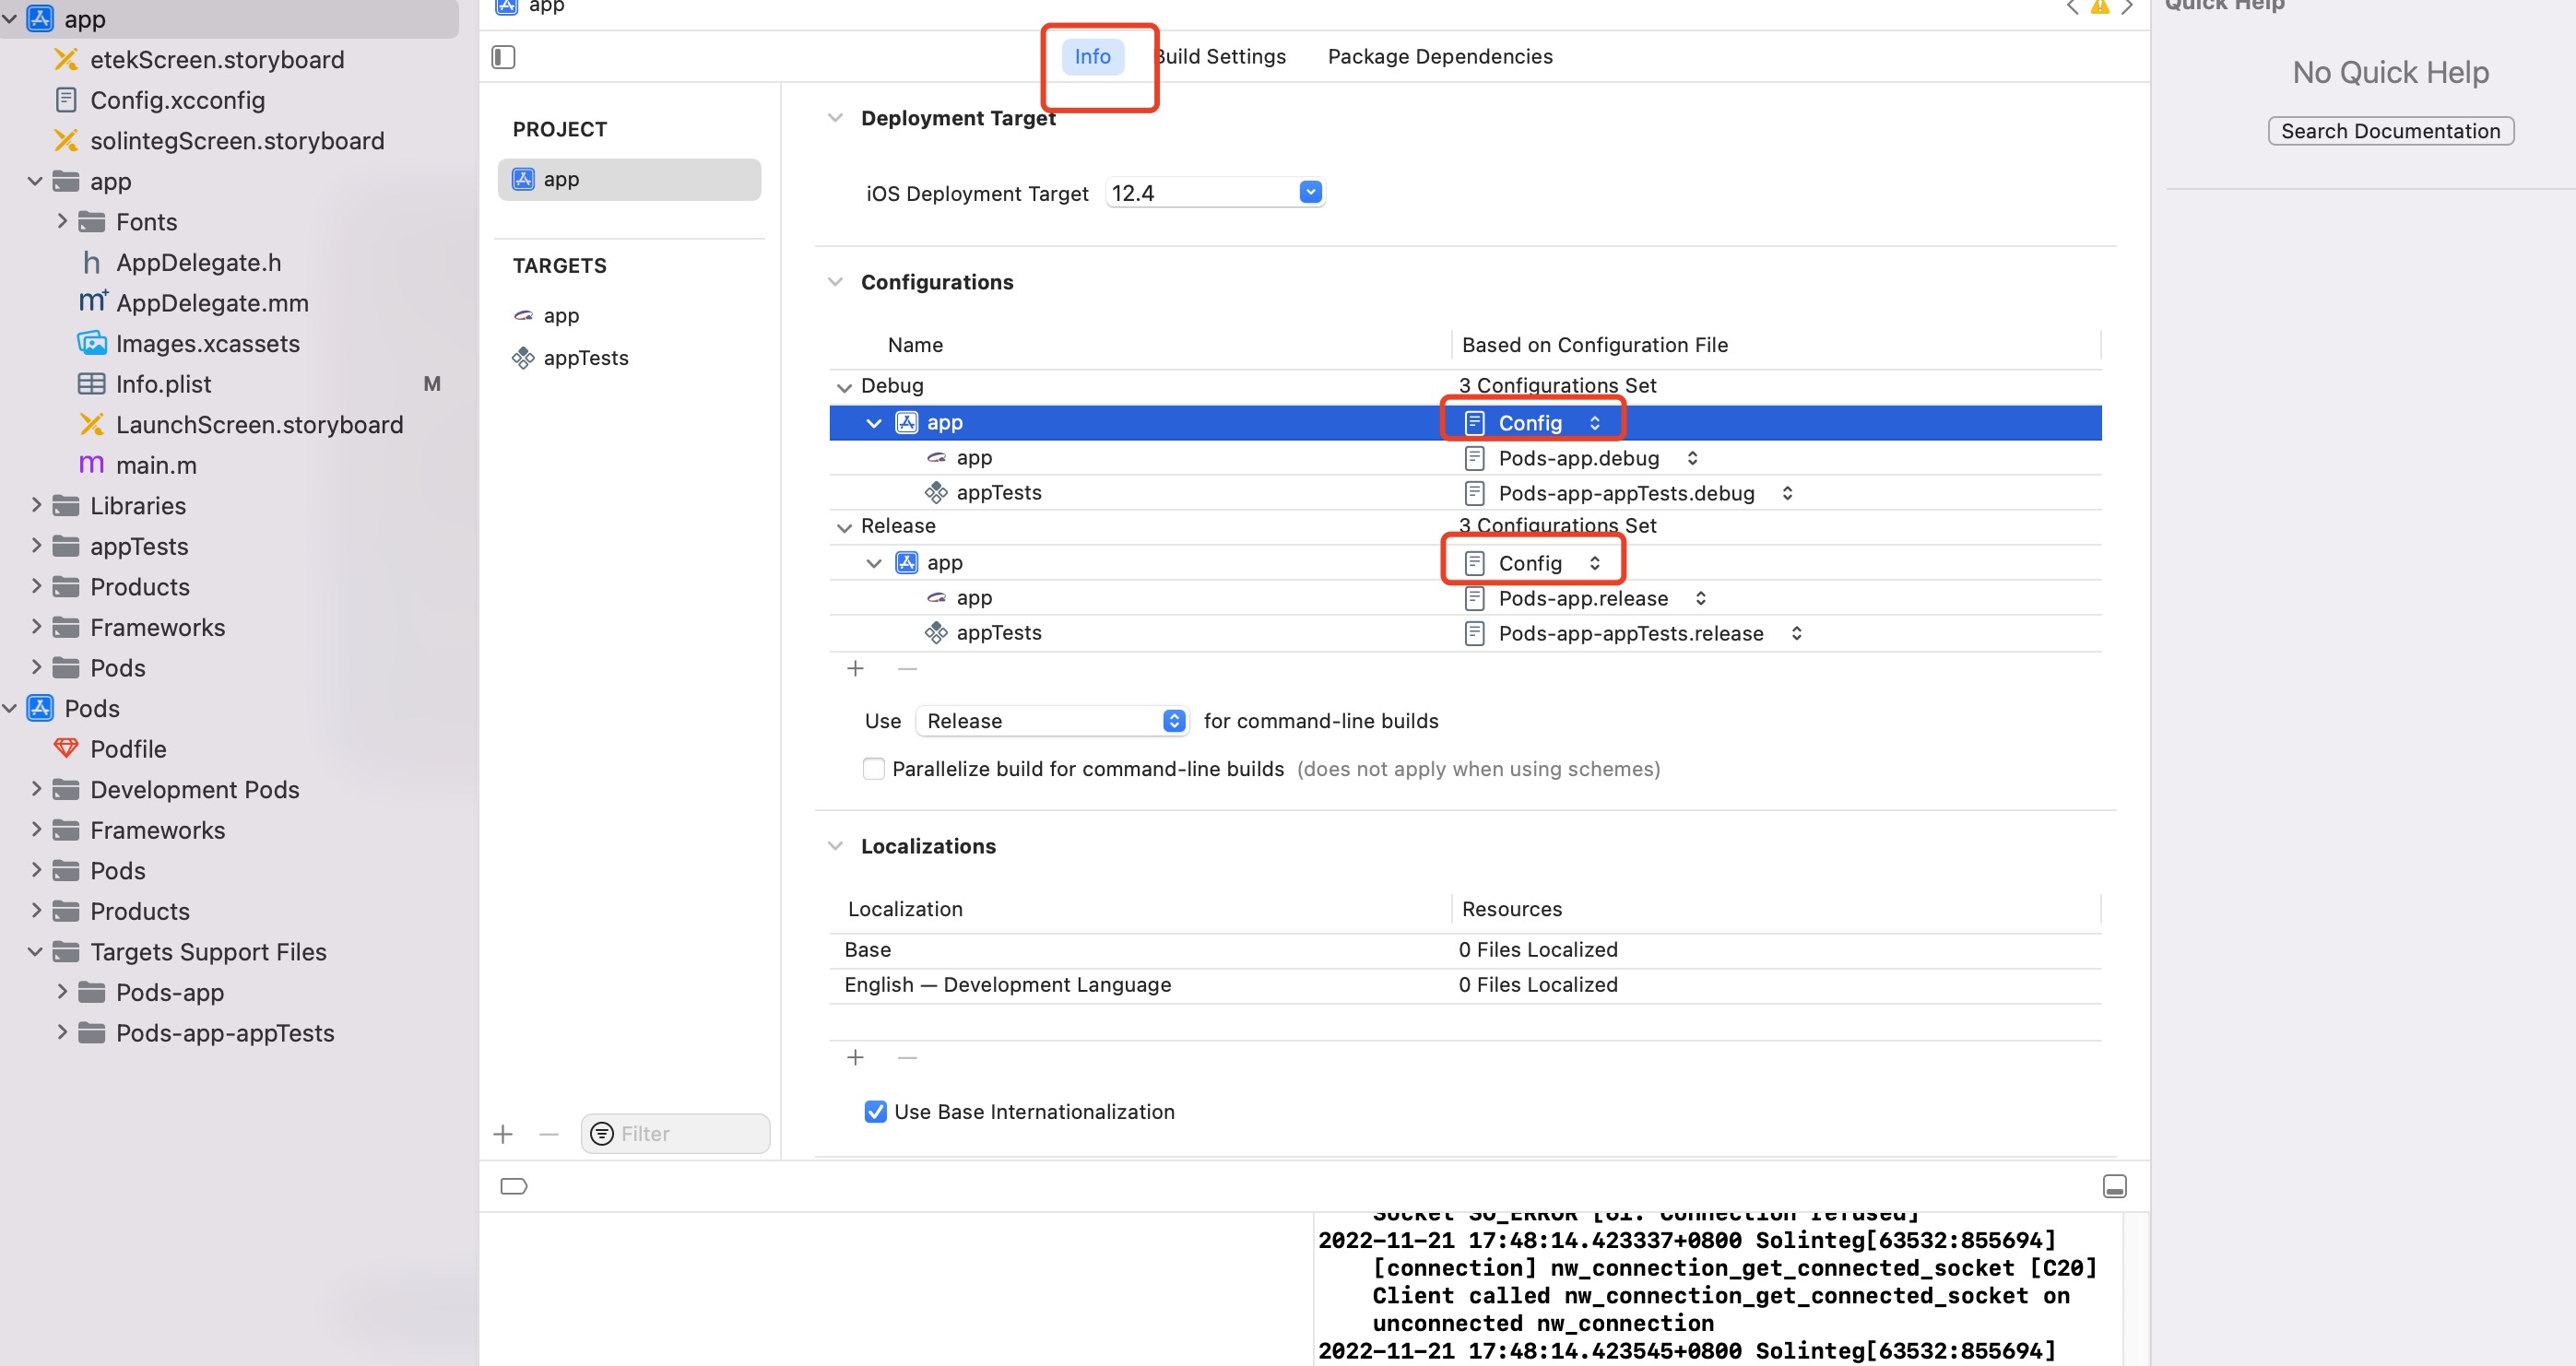 app
etekScreen.storyboard
Config.xcconfig
solintegScreen.storyboard
app
Fonts
h AppDelegate.h
m+ AppDelegate.mm
Images.xcassets
Info.plist M
LaunchScreen.storyboard
m main.m
Libraries
appTests
Products
Frameworks
Pods
Pods
Podfile
Development Pods
Frameworks
Pods
Products
Targets Support Files
Pods-app
Pods-app-appTests
app
Info Build Settings Package Dependencies
PROJECT
app
TARGETS
app
appTests
Filter
Deployment Target
iOS Deployment Target 12.4
Configurations
Name Based on Configuration File
Debug 3 Configurations Set
app Config
app Pods-app.debug
appTests Pods-app-appTests.debug
Release 3 Configurations Set
app Config
app Pods-app.release
appTests Pods-app-appTests.release
Use Release for command-line builds
Parallelize build for command-line builds (does not apply when using schemes)
Localizations
Localization Resources
Base 0 Files Localized
English — Development Language 0 Files Localized
Use Base Internationalization
Socket SO_ERROR [61: Connection refused]
2022-11-21 17:48:14.423337+0800 Solinteg[63532:855694]
[connection] nw_connection_get_connected_socket [C20]
Client called nw_connection_get_connected_socket on
unconnected nw_connection
2022-11-21 17:48:14.423545+0800 Solinteg[63532:855694]
Quick Help
No Quick Help
Search Documentation